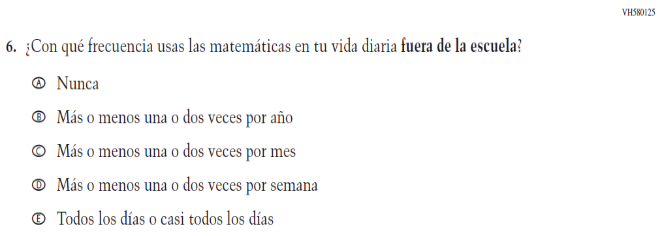 VH580125
6. ¿Con qué frecuencia usas las matemáticas en tu vida diaria fuera de la escuela?
A Nunca
B Más o menos una o dos veces por año
C Más o menos una o dos veces por mes
D Más o menos una o dos veces por semana
E Todos los días o casi todos los días